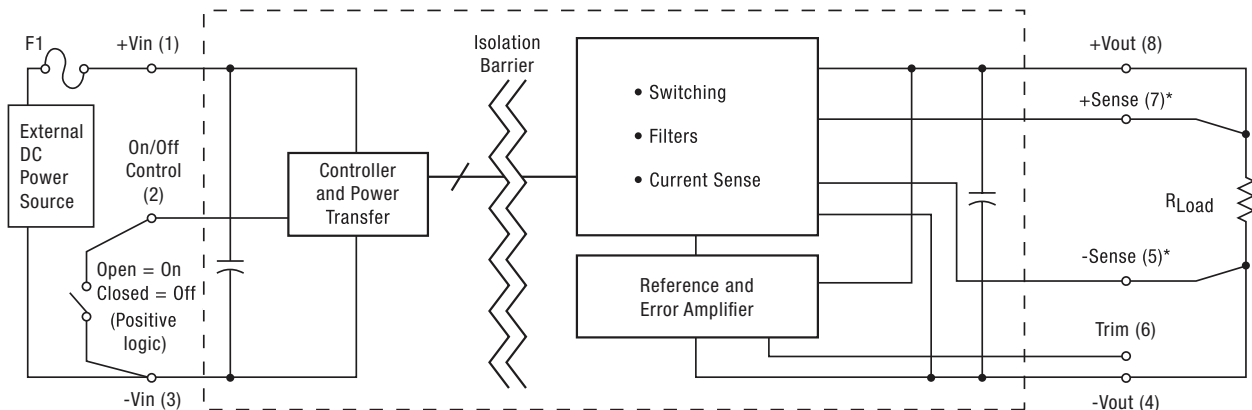 F1
+Vin (1)
External
DC
Power
Source
On/Off
Control
(2)
Open = On
Closed = Off
(Positive
logic)
-Vin (3)
Controller
and Power
Transfer
Isolation
Barrier
• Switching
• Filters
• Current Sense
Reference and
Error Amplifier
+Vout (8)
+Sense (7)*
RLoad
-Sense (5)*
Trim (6)
-Vout (4)